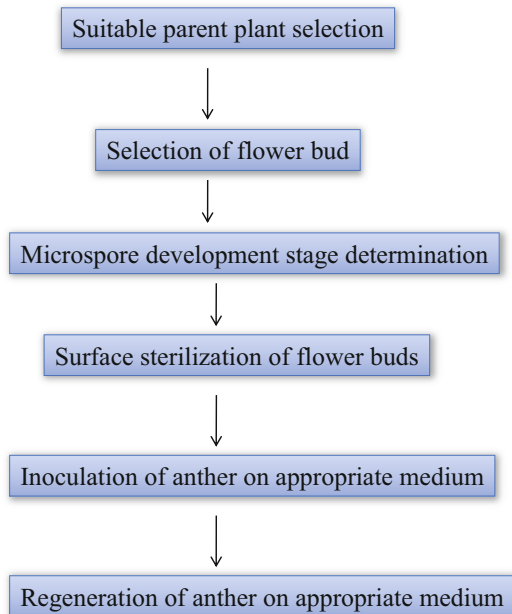 Suitable parent plant selection
Selection of flower bud
Microspore development stage determination
Surface sterilization of flower buds
Inoculation of anther on appropriate medium
Regeneration of anther on appropriate medium